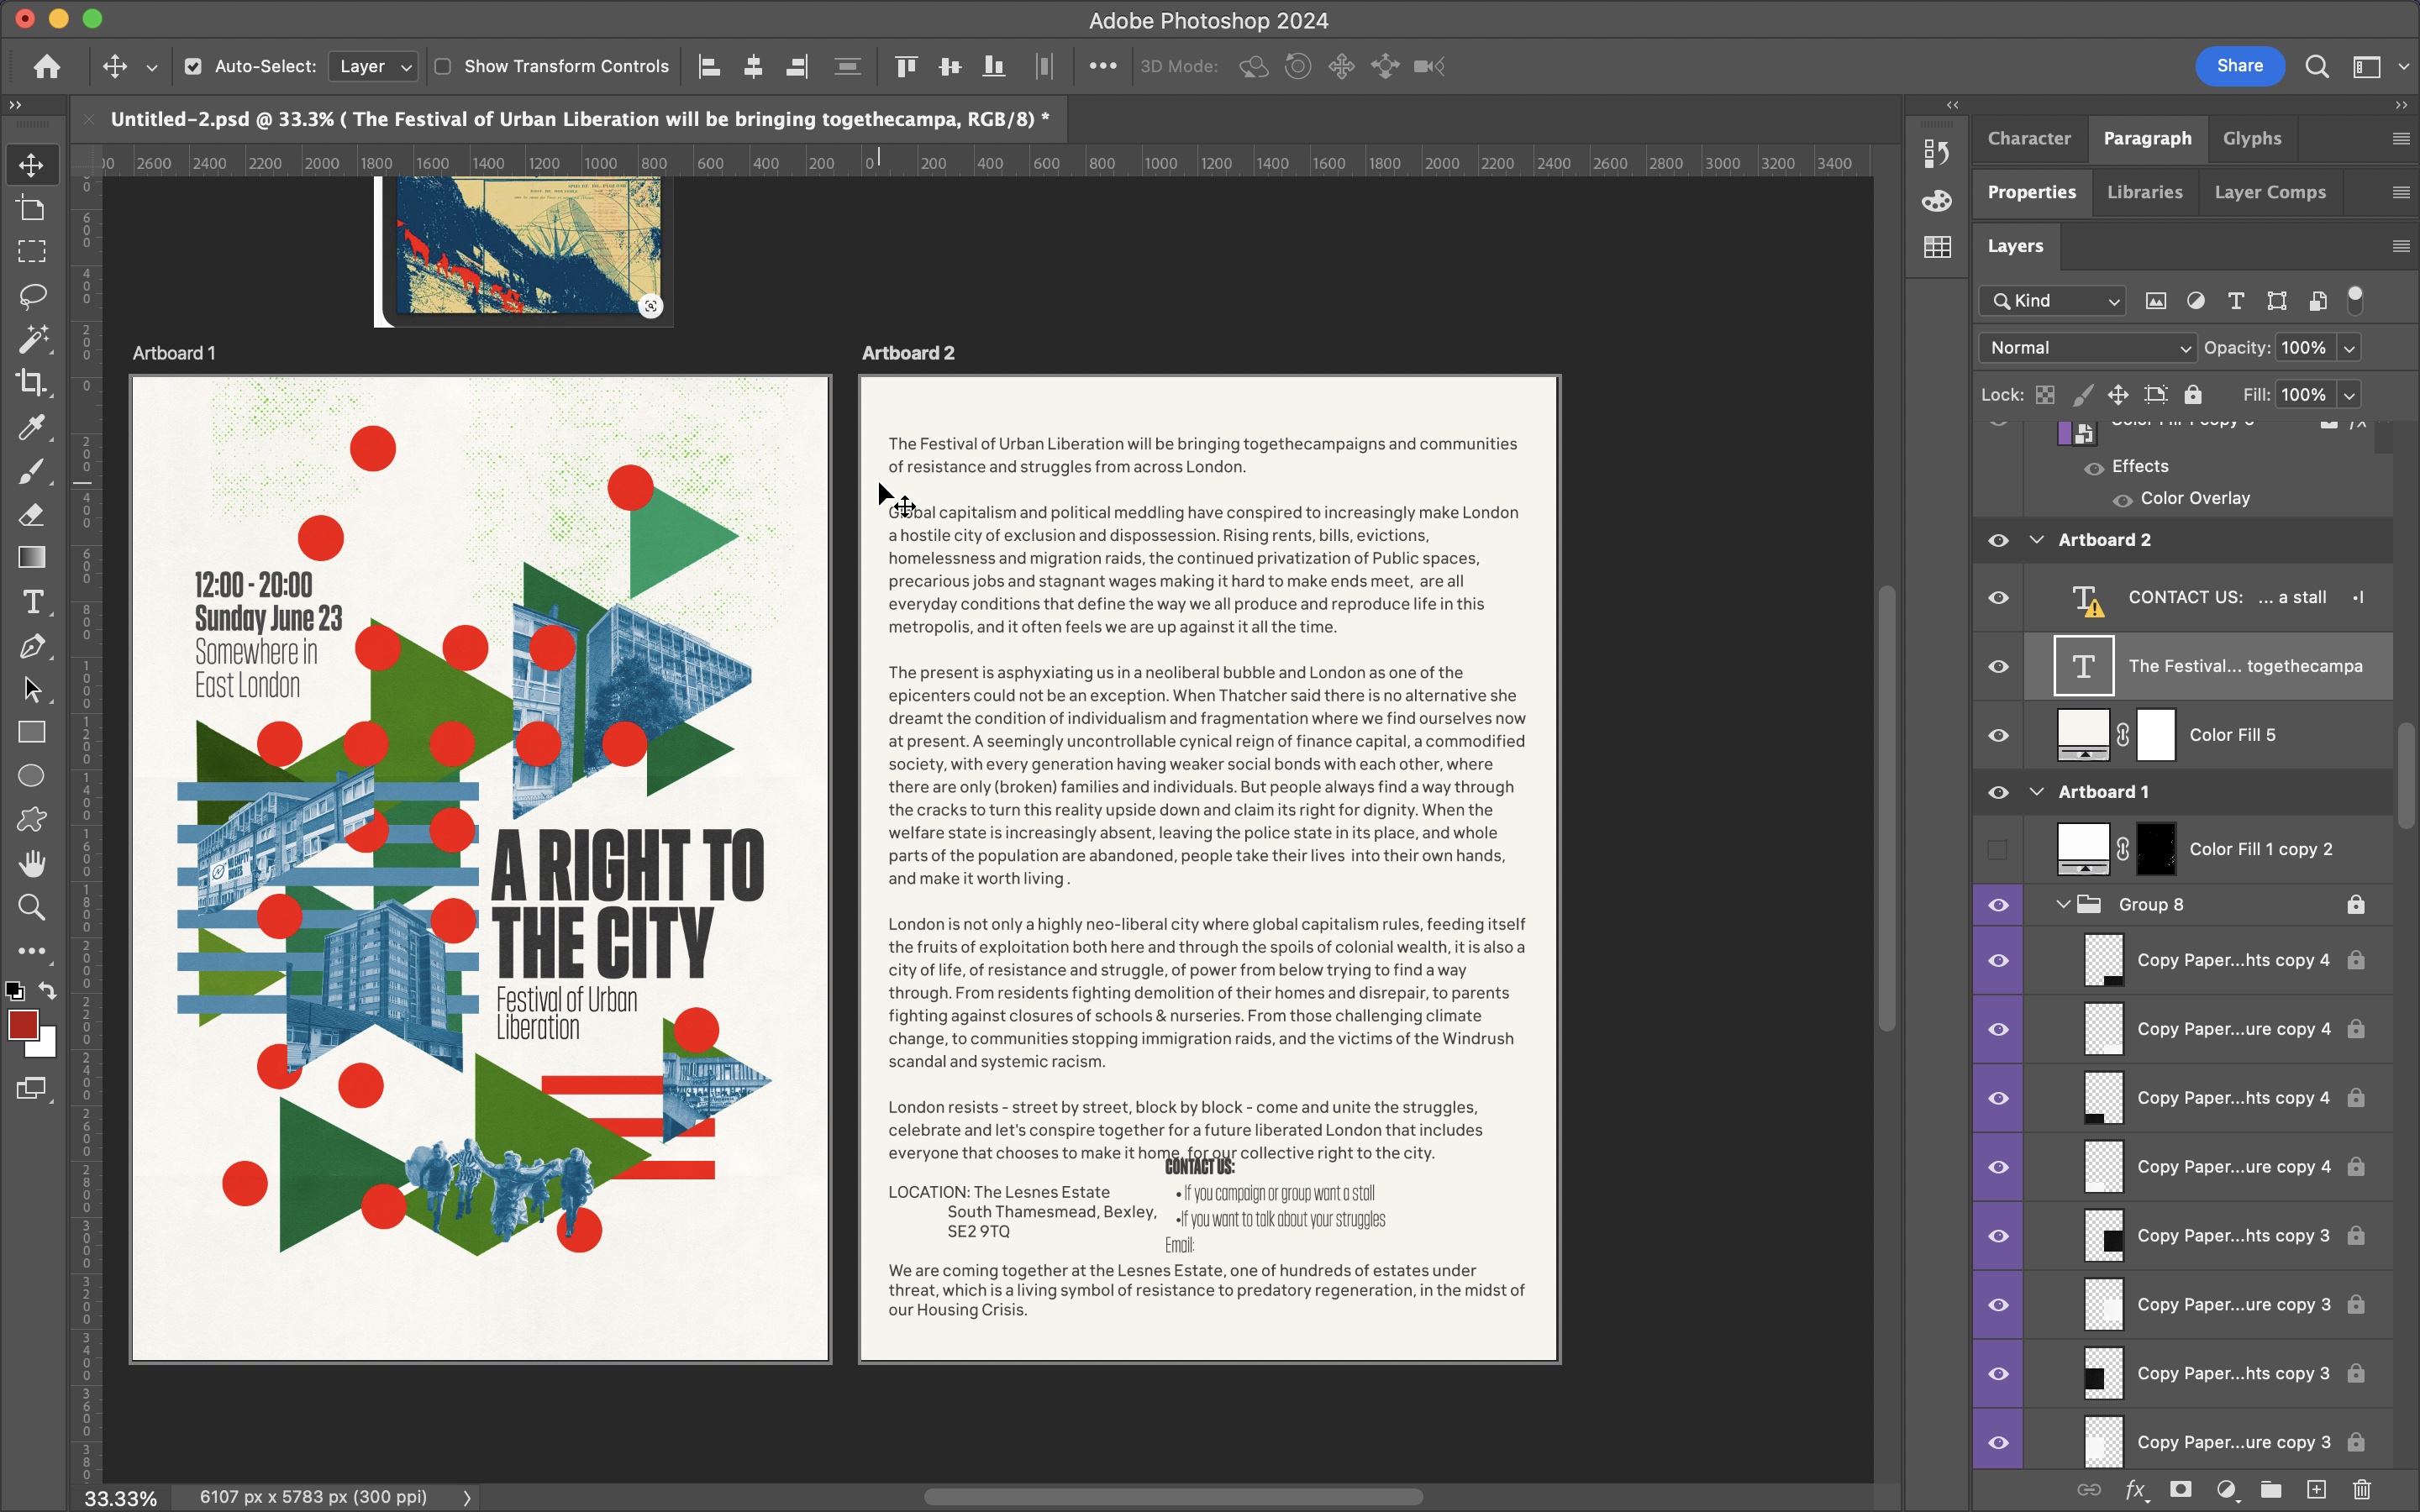 Adobe Photoshop 2024
Auto-Select: Layer Show Transform Controls 3D Mode: Share
Untitled-2.psd @ 33.3% ( The Festival of Urban Liberation will be bringing togethecampa, RGB/8) *
00 2600 2400 2200 2000 1800 1600 1400 1200 1000 800 600 400 200 0 200 400 600 800 1000 1200 1400 1600 1800 2000 2200 2400 2600 2800 3000 3200 3400
Artboard 1
12:00 - 20:00
Sunday June 23
Somewhere in
East London
A RIGHT TO
THE CITY
Festival of Urban
Liberation
Artboard 2
The Festival of Urban Liberation will be bringing togethecampaigns and communities
of resistance and struggles from across London.
Global capitalism and political meddling have conspired to increasingly make London
a hostile city of exclusion and dispossession. Rising rents, bills, evictions,
homelessness and migration raids, the continued privatization of Public spaces,
precarious jobs and stagnant wages making it hard to make ends meet, are all
everyday conditions that define the way we all produce and reproduce life in this
metropolis, and it often feels we are up against it all the time.
The present is asphyxiating us in a neoliberal bubble and London as one of the
epicenters could not be an exception. When Thatcher said there is no alternative she
dreamt the condition of individualism and fragmentation where we find ourselves now
at present. A seemingly uncontrollable cynical reign of finance capital, a commodified
society, with every generation having weaker social bonds with each other, where
there are only (broken) families and individuals. But people always find a way through
the cracks to turn this reality upside down and claim its right for dignity. When the
welfare state is increasingly absent, leaving the police state in its place, and whole
parts of the population are abandoned, people take their lives into their own hands,
and make it worth living .
London is not only a highly neo-liberal city where global capitalism rules, feeding itself
the fruits of exploitation both here and through the spoils of colonial wealth, it is also a
city of life, of resistance and struggle, of power from below trying to find a way
through. From residents fighting demolition of their homes and disrepair, to parents
fighting against closures of schools & nurseries. From those challenging climate
change, to communities stopping immigration raids, and the victims of the Windrush
scandal and systemic racism.
London resists - street by street, block by block - come and unite the struggles,
celebrate and let's conspire together for a future liberated London that includes
everyone that chooses to make it home, for our collective right to the city.
LOCATION: The Lesnes Estate
South Thamesmead, Bexley,
SE2 9TQ
CONTACT US:
• If you campaign or group want a stall
•If you want to talk about your struggles
Email:
We are coming together at the Lesnes Estate, one of hundreds of estates under
threat, which is a living symbol of resistance to predatory regeneration, in the midst of
our Housing Crisis.
33.33% 6107 px x 5783 px (300 ppi)
Character Paragraph Glyphs
Properties Libraries Layer Comps
Layers
Kind
Normal Opacity: 100%
Lock: Fill: 100%
Effects
Color Overlay
Artboard 2
CONTACT US: ... a stall •I
The Festival... togethecampa
Color Fill 5
Artboard 1
Color Fill 1 copy 2
Group 8
Copy Paper...hts copy 4
Copy Paper...ure copy 4
Copy Paper...hts copy 4
Copy Paper...ure copy 4
Copy Paper...hts copy 3
Copy Paper...ure copy 3
Copy Paper...hts copy 3
Copy Paper...ure copy 3